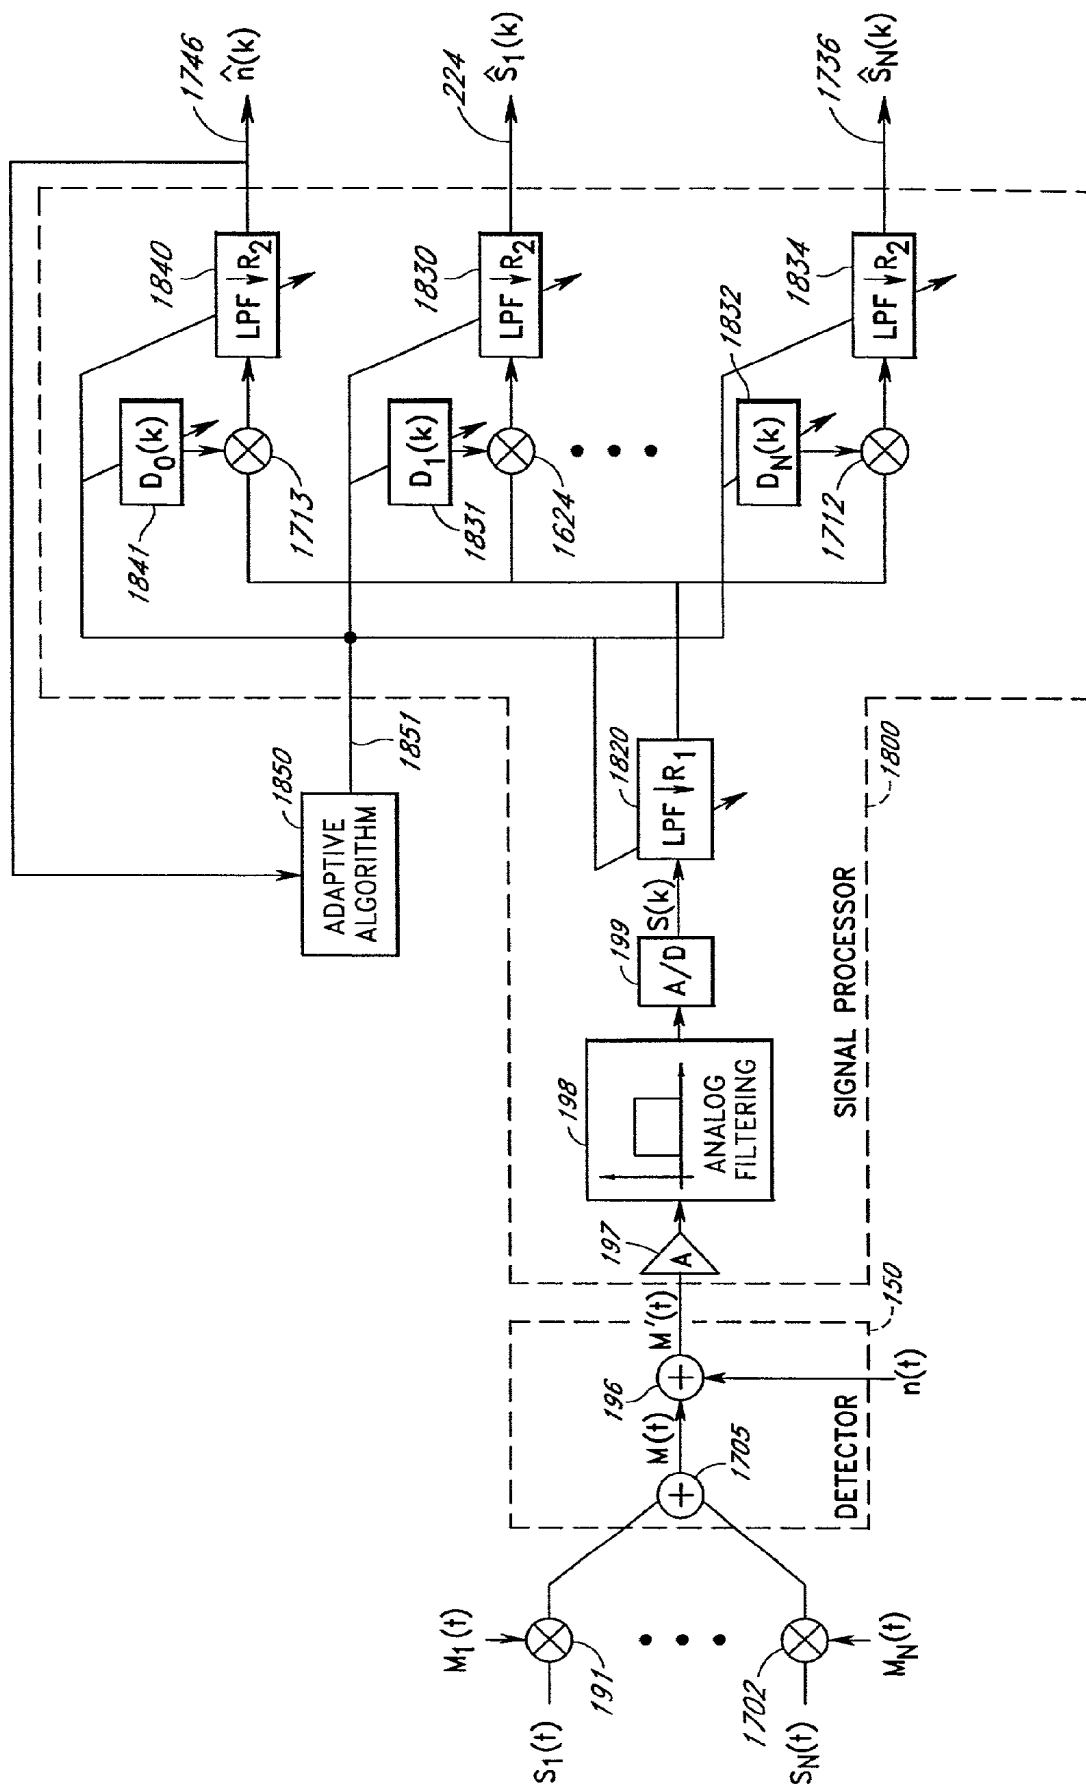 S1(t)
M1(t)
191
SN(t)
MN(t)
1702
1705
M(t)
196
n(t)
M'(t)
DETECTOR
150
197
A
198
ANALOG
FILTERING
199
A/D
S(k)
1820
LPF ↓ R1
SIGNAL PROCESSOR
1800
1850
ADAPTIVE
ALGORITHM
1851
1841
D0(k)
1713
1840
LPF ↓ R2
1746
n̂(k)
1831
D1(k)
1624
1830
LPF ↓ R2
224
Ŝ1(k)
1832
DN(k)
1712
1834
LPF ↓ R2
1736
ŜN(k)